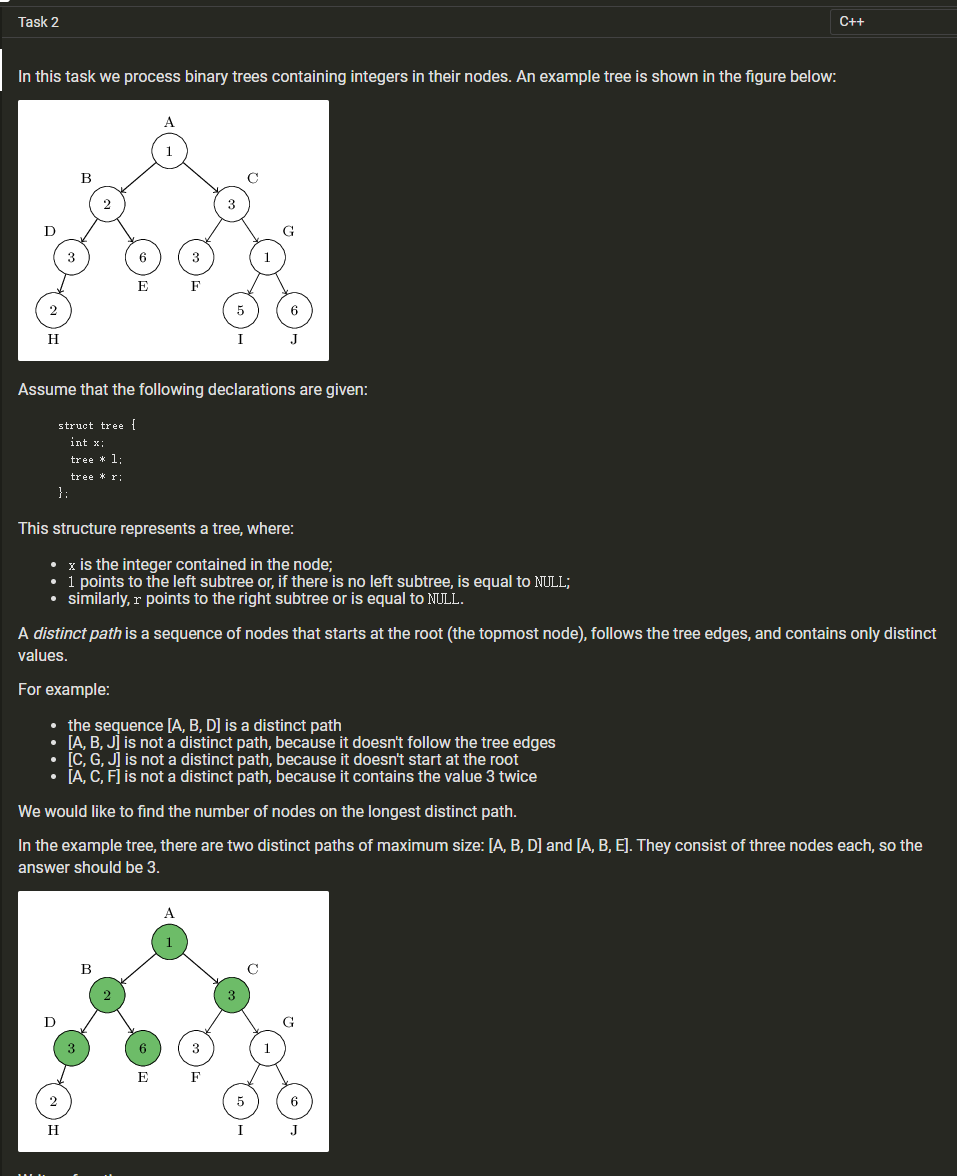 Task 2
C++
In this task we process binary trees containing integers in their nodes. An example tree is shown in the figure below:
A
1
B
C
2
3
D
G
3
6
3
1
E
F
2
5
6
H
I
J
Assume that the following declarations are given:
struct tree {
int x;
tree * l;
tree * r;
};
This structure represents a tree, where:
• x is the integer contained in the node;
• l points to the left subtree or, if there is no left subtree, is equal to NULL;
• similarly, r points to the right subtree or is equal to NULL.
A distinct path is a sequence of nodes that starts at the root (the topmost node), follows the tree edges, and contains only distinct
values.
For example:
• the sequence [A, B, D] is a distinct path
• [A, B, J] is not a distinct path, because it doesn't follow the tree edges
• [C, G, J] is not a distinct path, because it doesn't start at the root
• [A, C, F] is not a distinct path, because it contains the value 3 twice
We would like to find the number of nodes on the longest distinct path.
In the example tree, there are two distinct paths of maximum size: [A, B, D] and [A, B, E]. They consist of three nodes each, so the
answer should be 3.
A
1
B
C
2
3
D
G
3
6
3
1
E
F
2
5
6
H
I
J